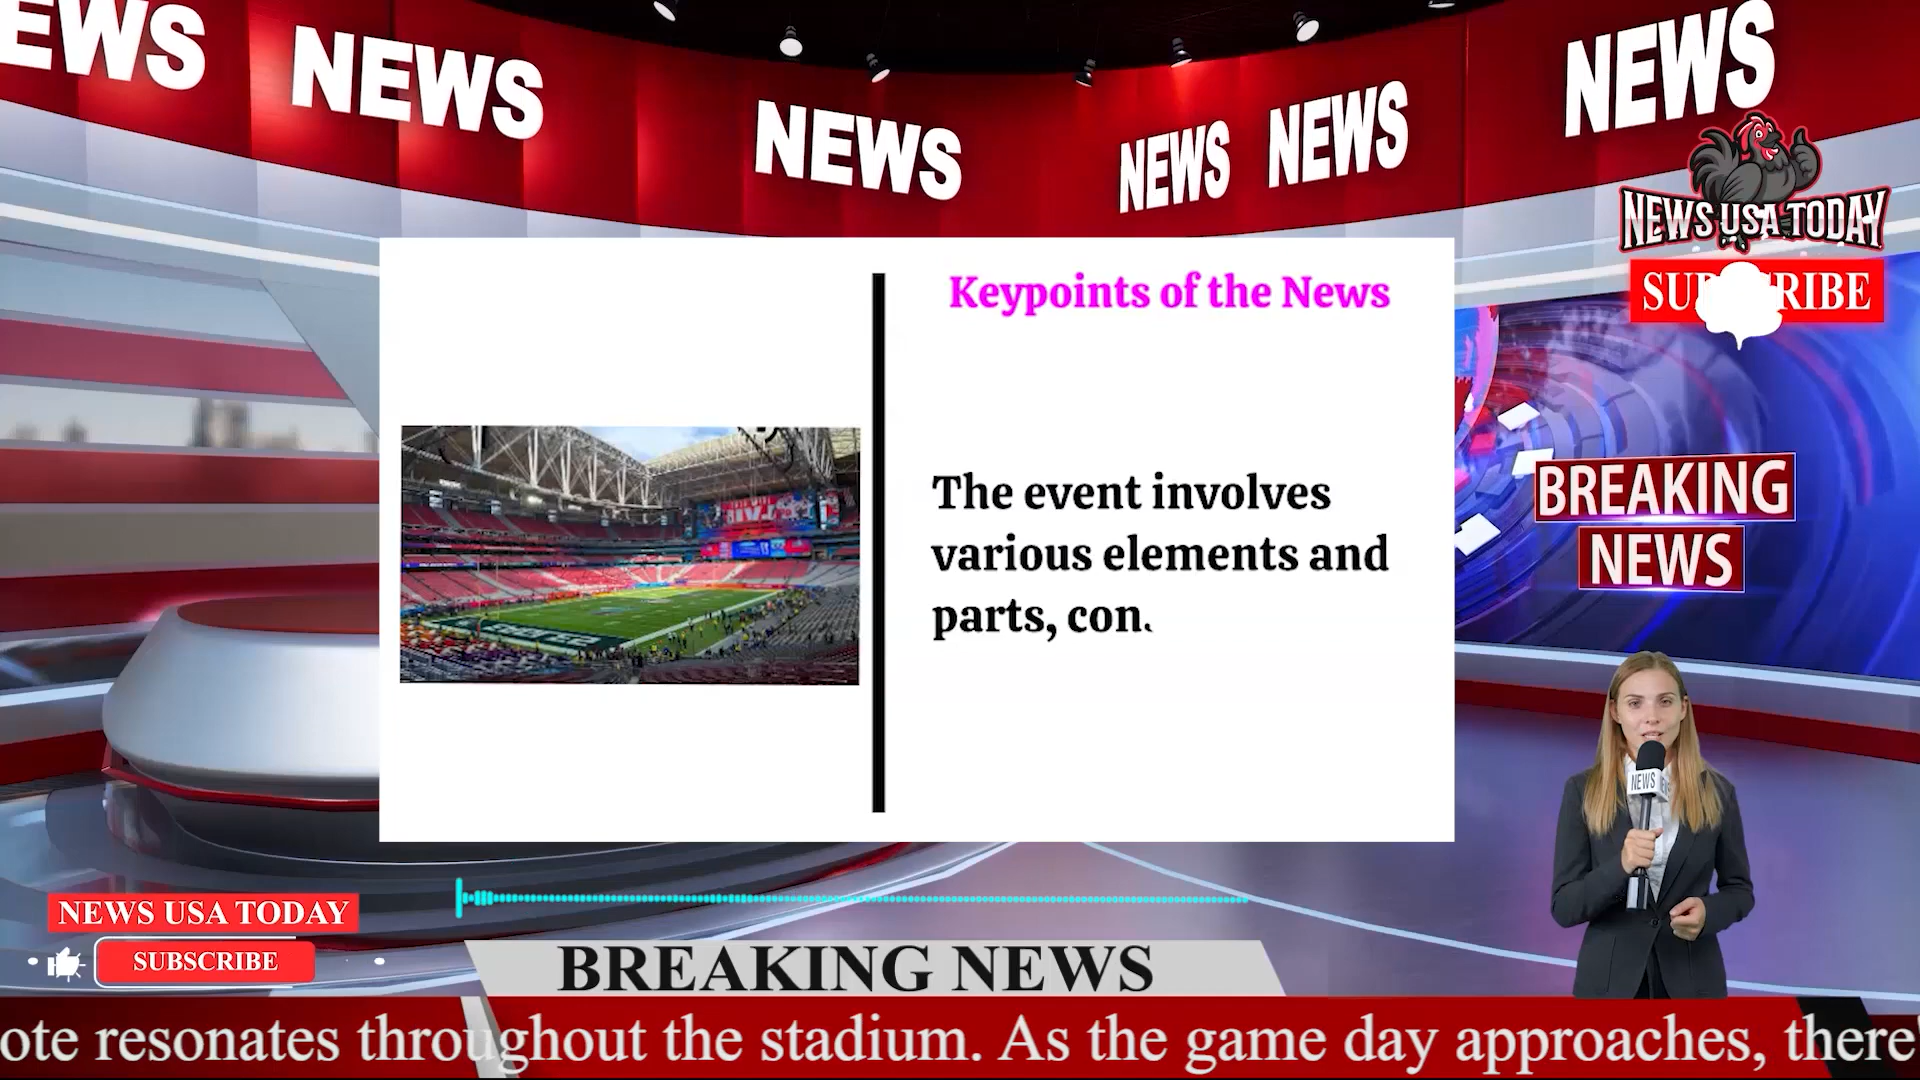 EWS
NEWS
NEWS
NEWS
NEWS
NEWS
NEWS USA TODAY
Keypoints of the News
BREAKING
NEWS
The event involves
various elements and
parts, con.
NEWS
NEWS USA TODAY
SUBSCRIBE
BREAKING NEWS
ote resonates throughout the stadium. As the game day approaches, there